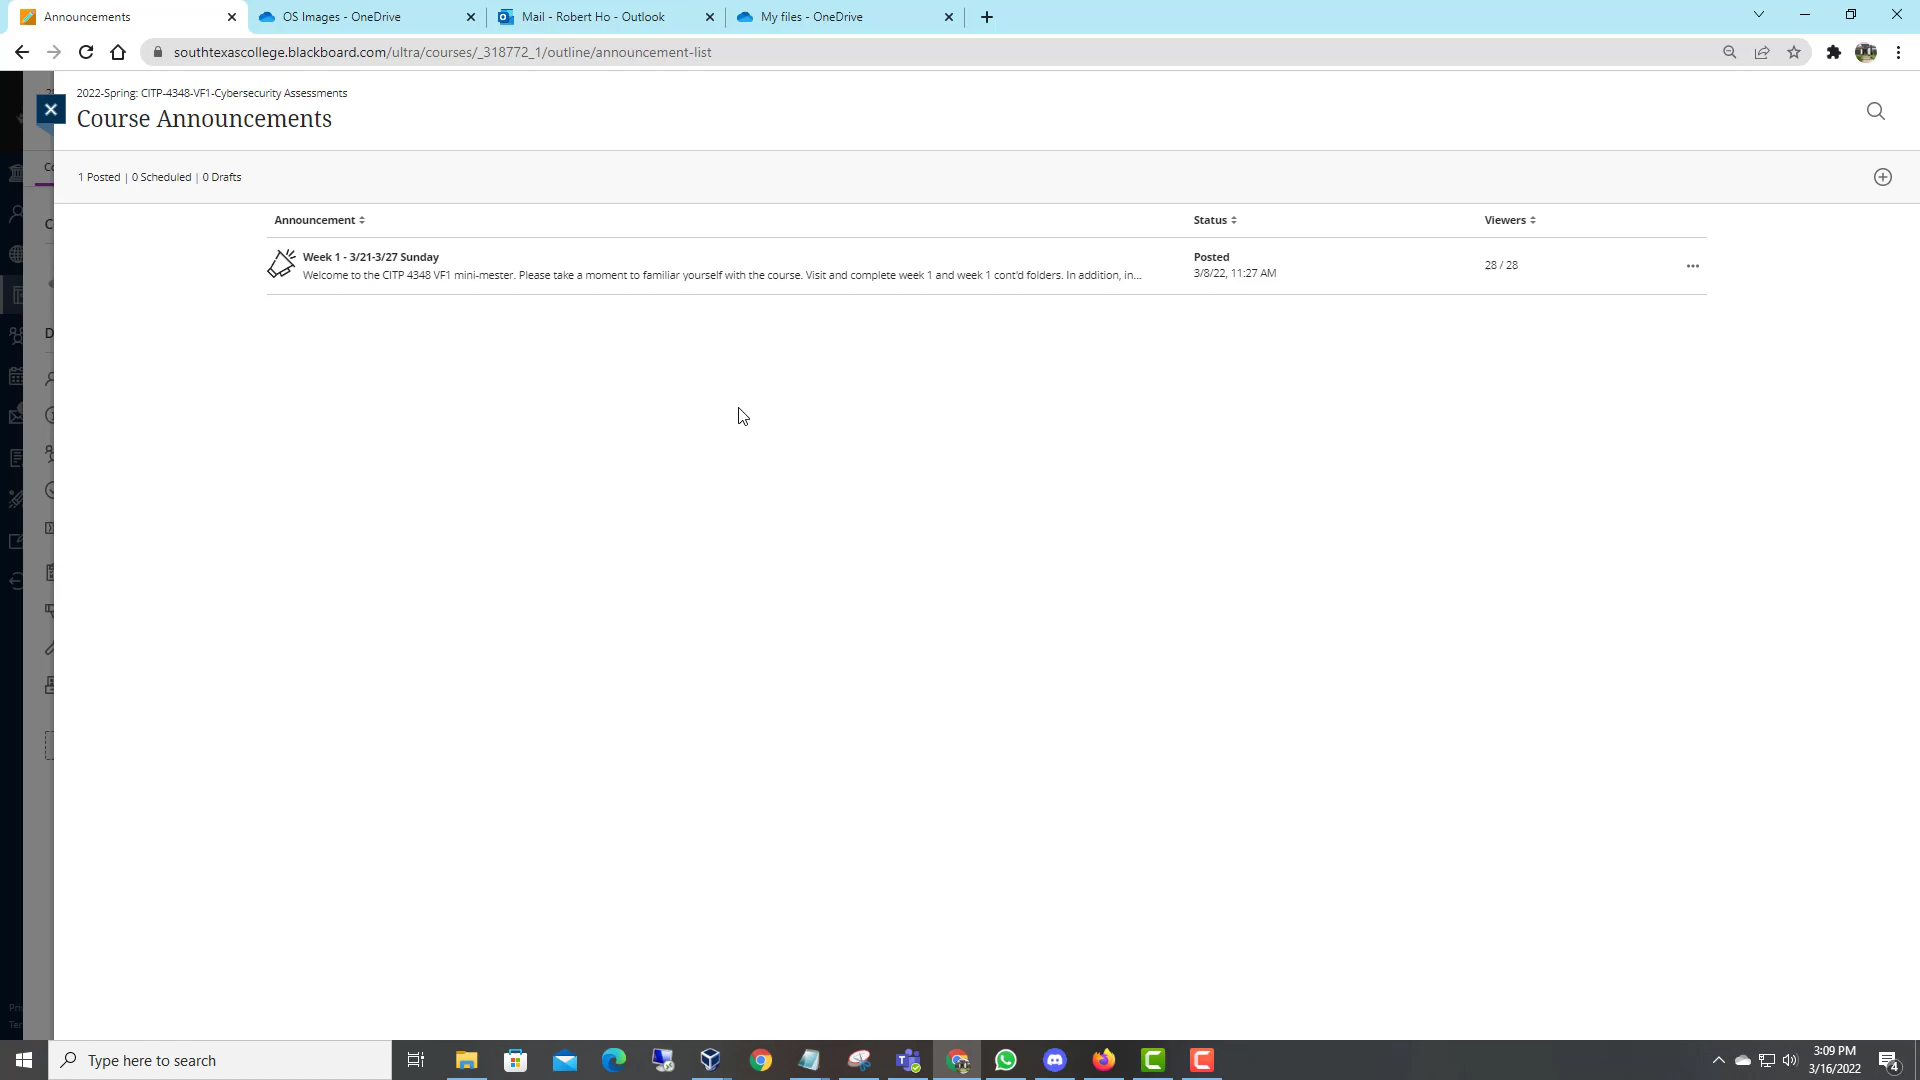 Announcements
OS Images - OneDrive
Mail - Robert Ho - Outlook
My files - OneDrive
southtexascollege.blackboard.com/ultra/courses/_318772_1/outline/announcement-list
2022-Spring: CITP-4348-VF1-Cybersecurity Assessments
Course Announcements
1 Posted | 0 Scheduled | 0 Drafts
Announcement Status Viewers
Week 1 - 3/21-3/27 Sunday
Welcome to the CITP 4348 VF1 mini-mester. Please take a moment to familiar yourself with the course. Visit and complete week 1 and week 1 cont'd folders. In addition, in...
Posted
3/8/22, 11:27 AM
28 / 28
Type here to search
3:09 PM
3/16/2022
4